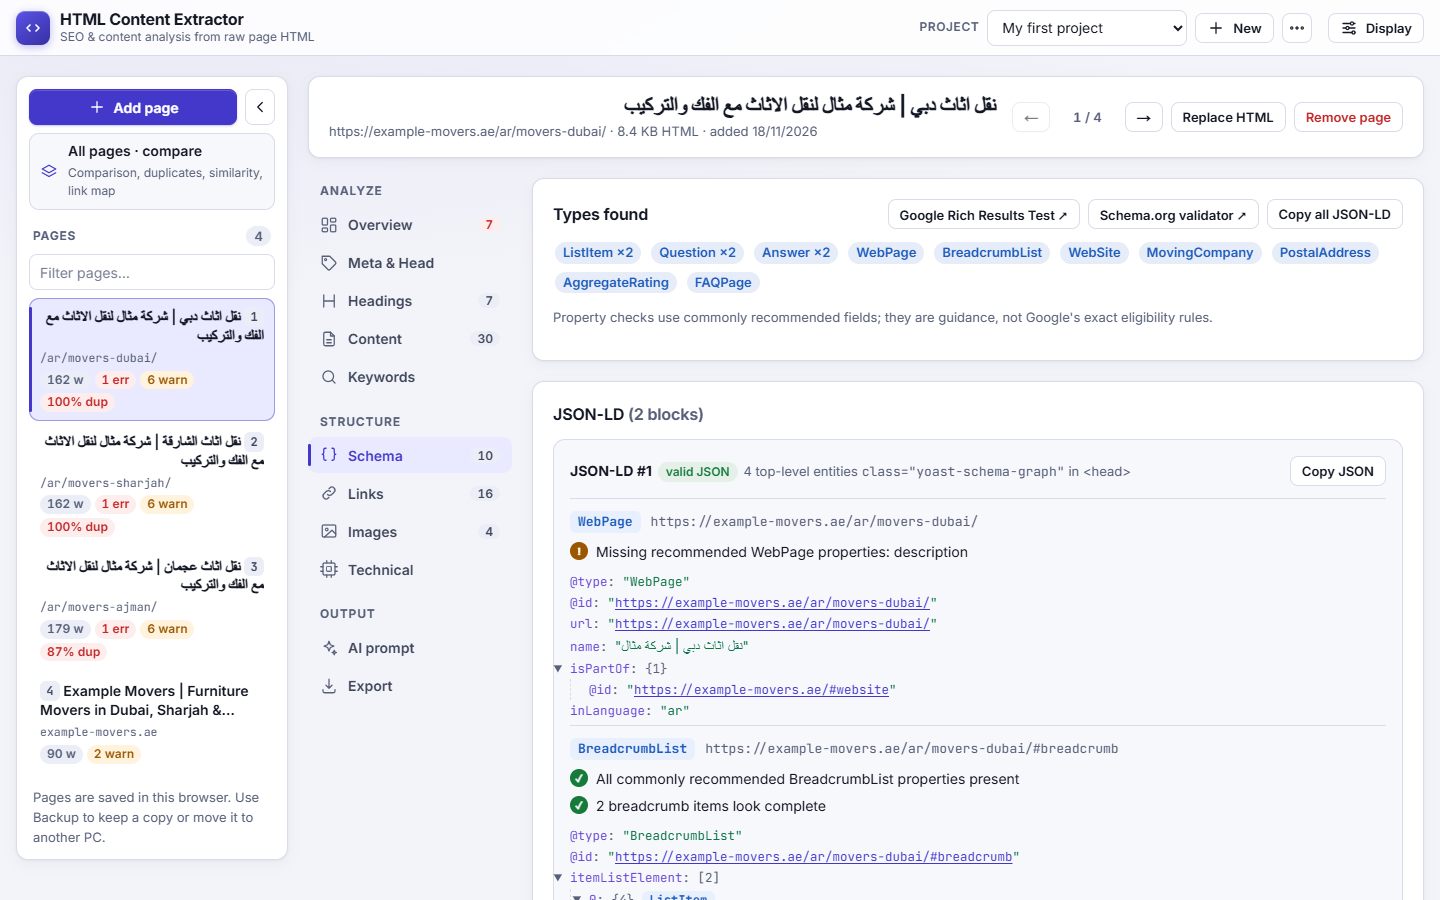 HTML Content Extractor
SEO & content analysis from raw page HTML
PROJECT
My first project
New
Display
Add page
All pages · compare
Comparison, duplicates, similarity,
link map
PAGES 4
Filter pages...
1 نقل اثاث دبي | شركة مثال لنقل الاثاث مع
الفك والتركيب
/ar/movers-dubai/
162 w 1 err 6 warn
100% dup
2 نقل اثاث الشارقة | شركة مثال لنقل الاثاث
مع الفك والتركيب
/ar/movers-sharjah/
162 w 1 err 6 warn
100% dup
3 نقل اثاث عجمان | شركة مثال لنقل الاثاث
مع الفك والتركيب
/ar/movers-ajman/
179 w 1 err 6 warn
87% dup
4 Example Movers | Furniture
Movers in Dubai, Sharjah &...
example-movers.ae
90 w 2 warn
Pages are saved in this browser. Use
Backup to keep a copy or move it to
another PC.
نقل اثاث دبي | شركة مثال لنقل الاثاث مع الفك والتركيب
https://example-movers.ae/ar/movers-dubai/ · 8.4 KB HTML · added 18/11/2026
← 1 / 4 →
Replace HTML
Remove page
ANALYZE
Overview 7
Meta & Head
Headings 7
Content 30
Keywords
STRUCTURE
Schema 10
Links 16
Images 4
Technical
OUTPUT
AI prompt
Export
Types found
Google Rich Results Test ↗
Schema.org validator ↗
Copy all JSON-LD
ListItem ×2 Question ×2 Answer ×2 WebPage BreadcrumbList WebSite MovingCompany PostalAddress
AggregateRating FAQPage
Property checks use commonly recommended fields; they are guidance, not Google's exact eligibility rules.
JSON-LD (2 blocks)
JSON-LD #1 valid JSON 4 top-level entities class="yoast-schema-graph" in <head>
Copy JSON
WebPage https://example-movers.ae/ar/movers-dubai/
Missing recommended WebPage properties: description
@type: "WebPage"
@id: "https://example-movers.ae/ar/movers-dubai/"
url: "https://example-movers.ae/ar/movers-dubai/"
name: "نقل اثاث دبي | شركة مثال"
isPartOf: {1}
@id: "https://example-movers.ae/#website"
inLanguage: "ar"
BreadcrumbList https://example-movers.ae/ar/movers-dubai/#breadcrumb
All commonly recommended BreadcrumbList properties present
2 breadcrumb items look complete
@type: "BreadcrumbList"
@id: "https://example-movers.ae/ar/movers-dubai/#breadcrumb"
itemListElement: [2]
0: {4} ListItem